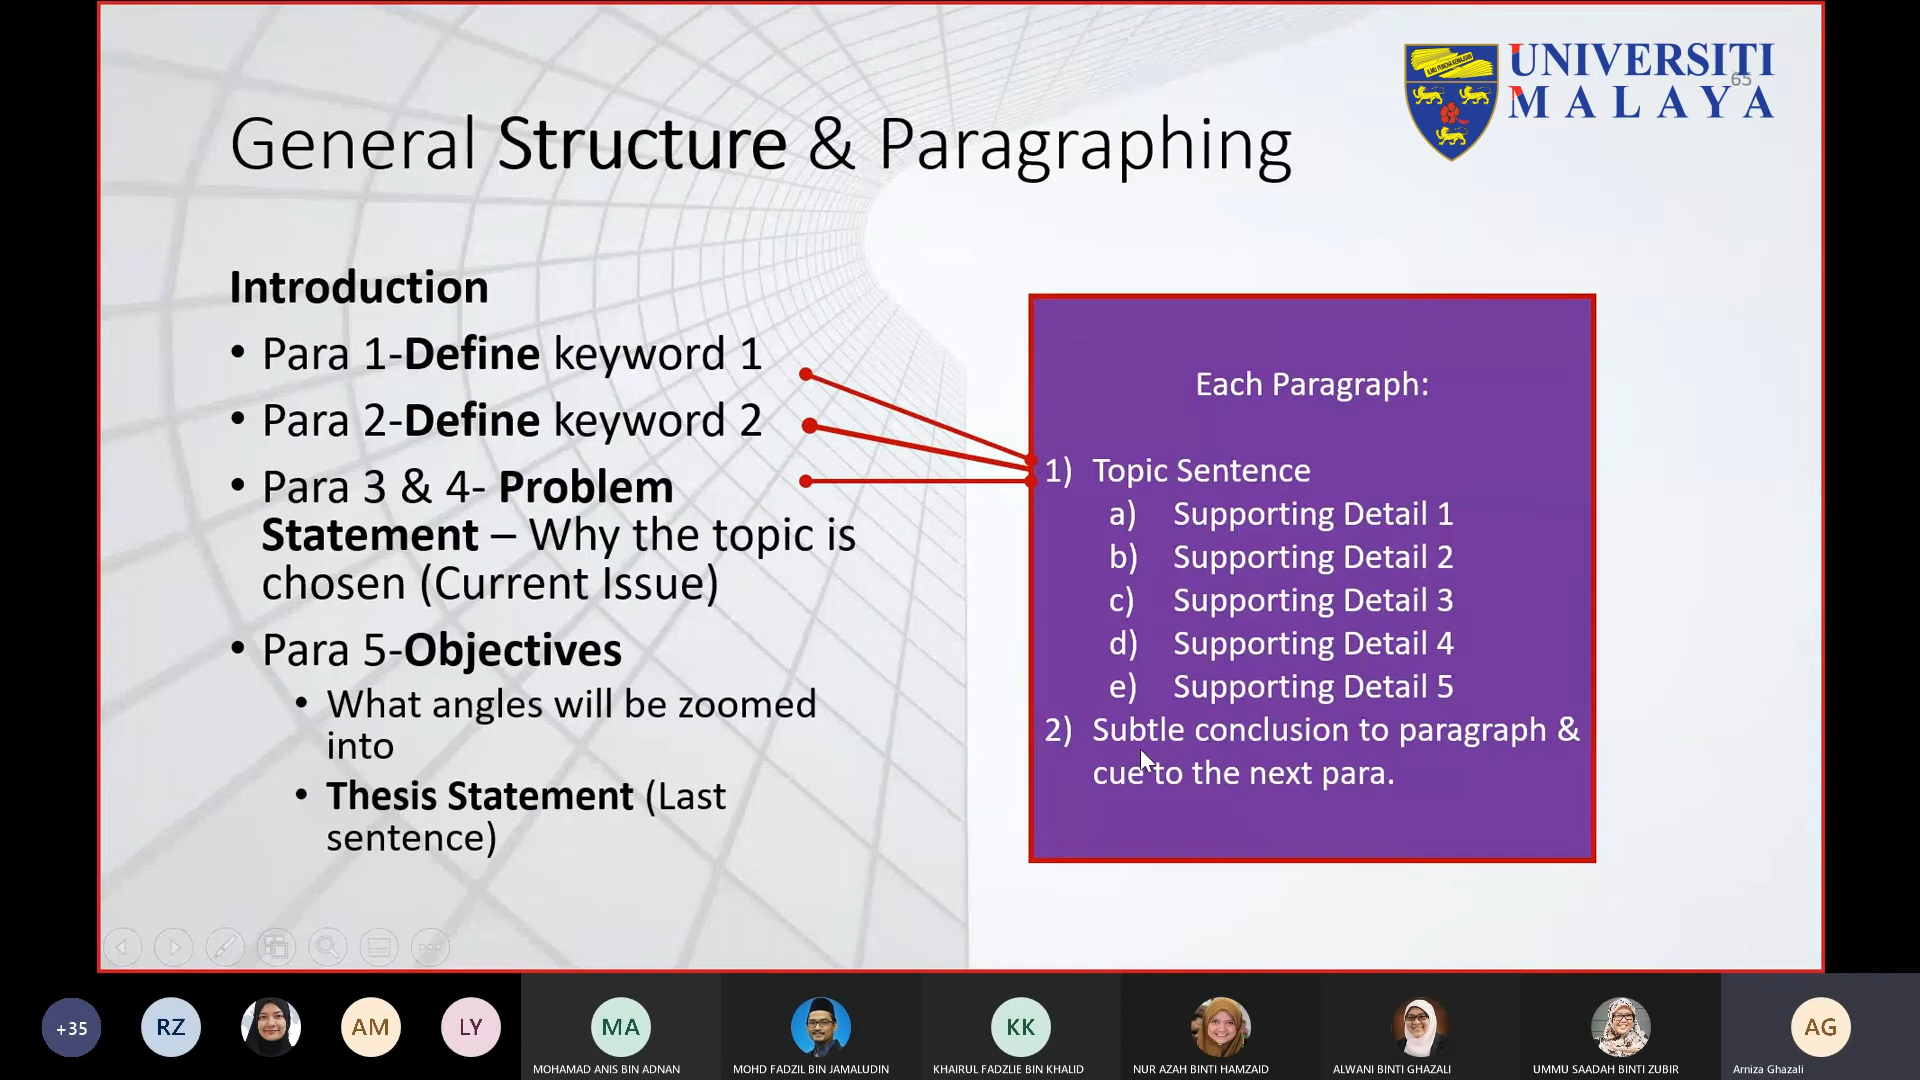 UNIVERSITI
MALAYA
65
General Structure & Paragraphing
Introduction
• Para 1-Define keyword 1
• Para 2-Define keyword 2
• Para 3 & 4- Problem
Statement – Why the topic is
chosen (Current Issue)
• Para 5-Objectives
• What angles will be zoomed
into
• Thesis Statement (Last
sentence)
Each Paragraph:
1) Topic Sentence
a) Supporting Detail 1
b) Supporting Detail 2
c) Supporting Detail 3
d) Supporting Detail 4
e) Supporting Detail 5
2) Subtle conclusion to paragraph &
cue to the next para.
+35
RZ
AM
LY
MA
KK
AG
MOHAMAD ANIS BIN ADNAN
MOHD FADZIL BIN JAMALUDIN
KHAIRUL FADZLIE BIN KHALID
NUR AZAH BINTI HAMZAID
ALWANI BINTI GHAZALI
UMMU SAADAH BINTI ZUBIR
Arniza Ghazali